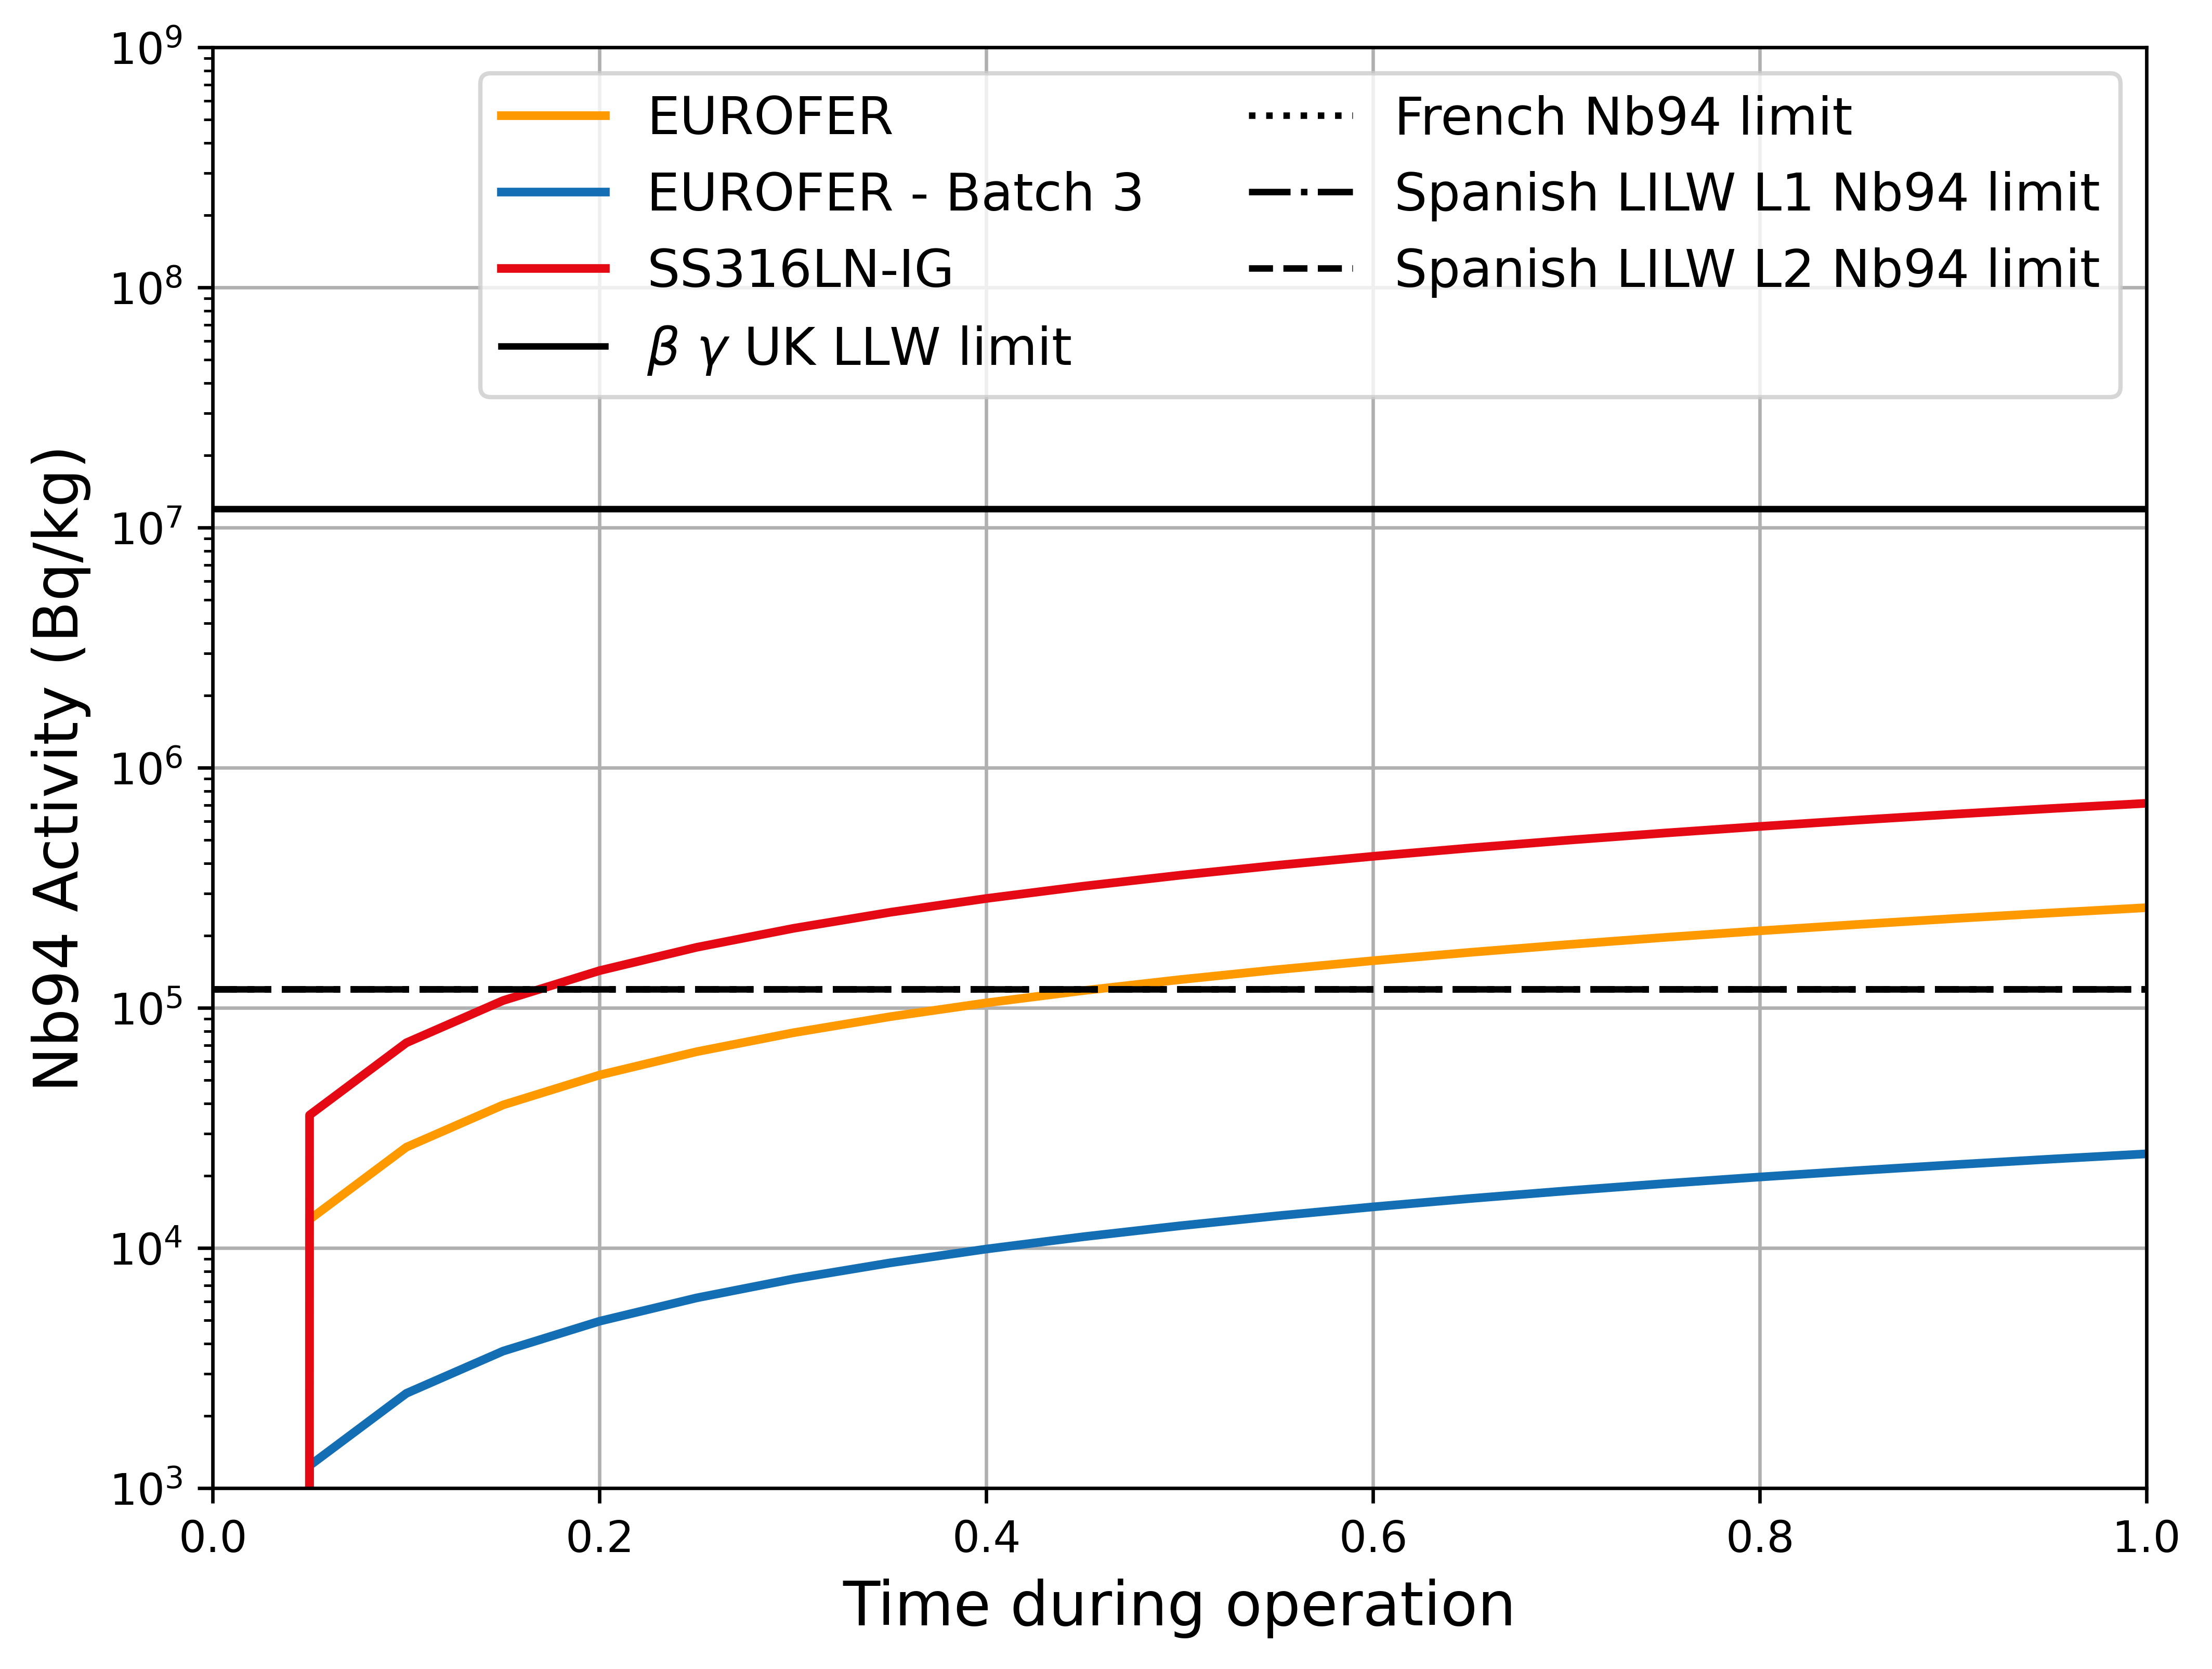 10⁹
10⁸
10⁷
10⁶
10⁵
10⁴
10³
Nb94 Activity (Bq/kg)
EUROFER
EUROFER - Batch 3
SS316LN-IG
β γ UK LLW limit
French Nb94 limit
Spanish LILW L1 Nb94 limit
Spanish LILW L2 Nb94 limit
0.0 0.2 0.4 0.6 0.8 1.0
Time during operation